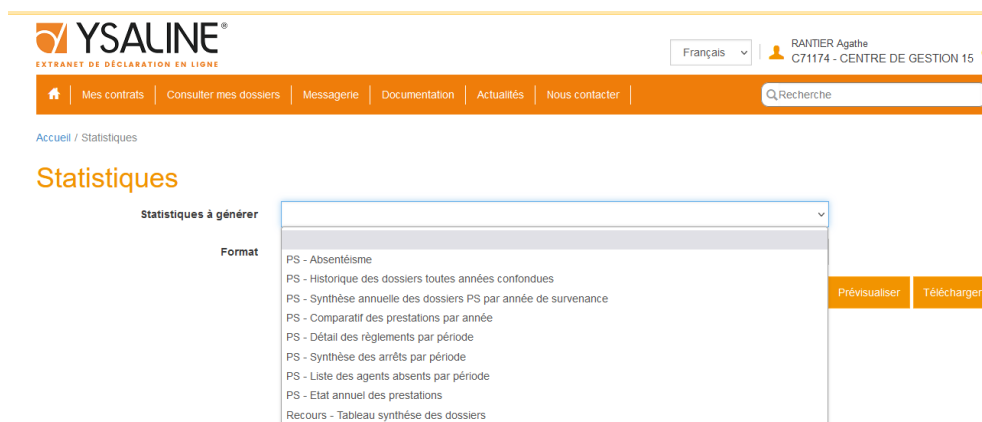 YSALINE®
EXTRANET DE DÉCLARATION EN LIGNE
Français
RANTIER Agathe
C71174 - CENTRE DE GESTION 15
Mes contrats
Consulter mes dossiers
Messagerie
Documentation
Actualités
Nous contacter
Recherche
Accueil / Statistiques
Statistiques
Statistiques à générer
Format
PS - Absentéisme
PS - Historique des dossiers toutes années confondues
PS - Synthèse annuelle des dossiers PS par année de survenance
PS - Comparatif des prestations par année
PS - Détail des règlements par période
PS - Synthèse des arrêts par période
PS - Liste des agents absents par période
PS - Etat annuel des prestations
Recours - Tableau synthése des dossiers
Prévisualiser
Télécharger